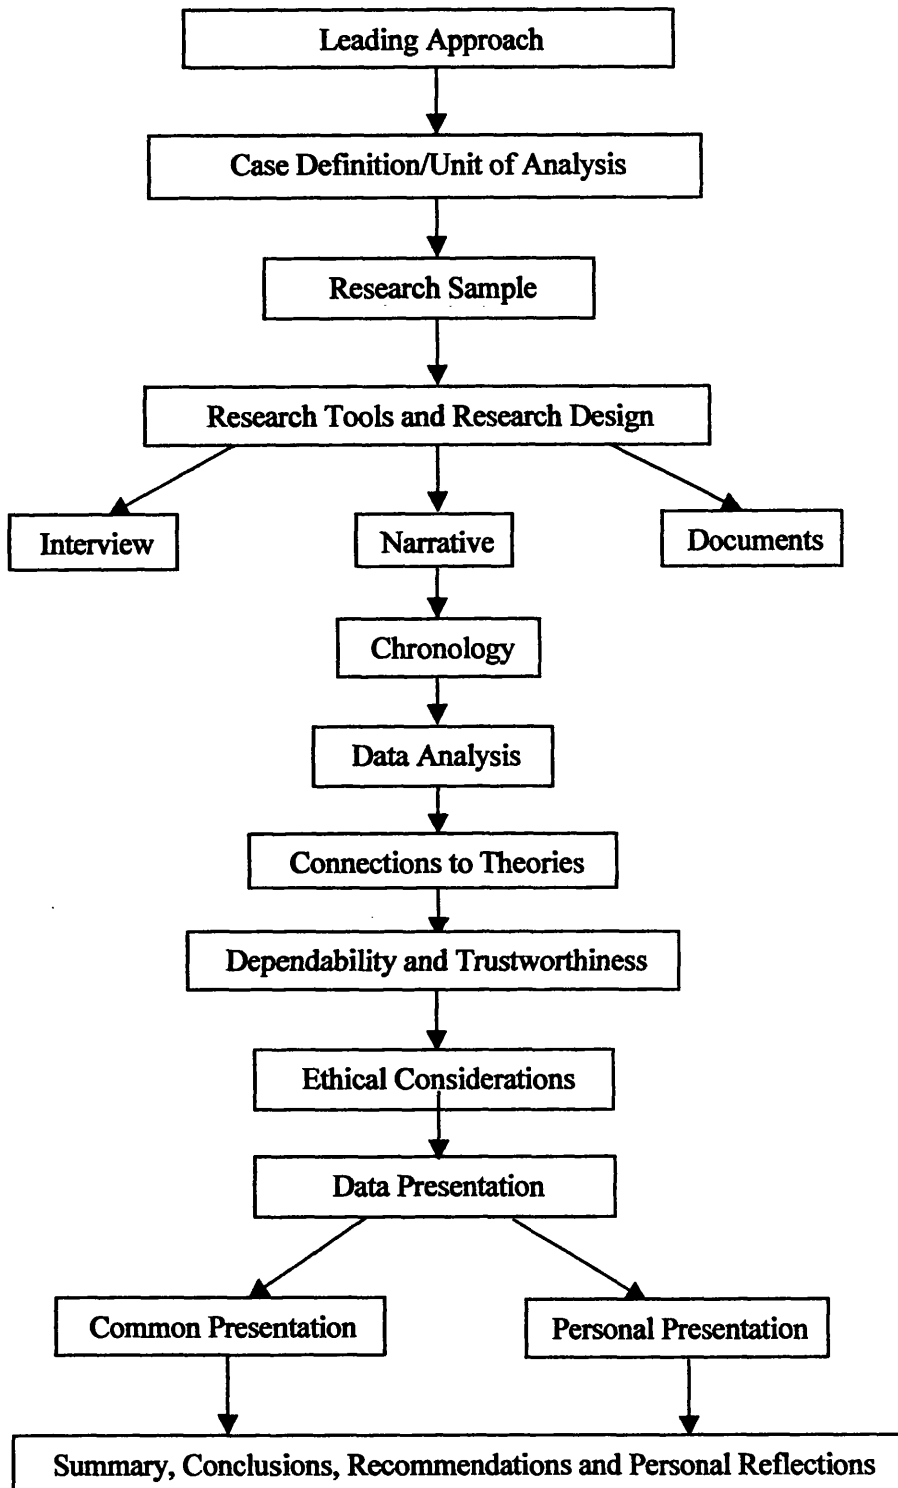 Leading Approach
Case Definition/Unit of Analysis
Research Sample
Research Tools and Research Design
Interview
Narrative
Documents
Chronology
Data Analysis
Connections to Theories
Dependability and Trustworthiness
Ethical Considerations
Data Presentation
Common Presentation
Personal Presentation
Summary, Conclusions, Recommendations and Personal Reflections